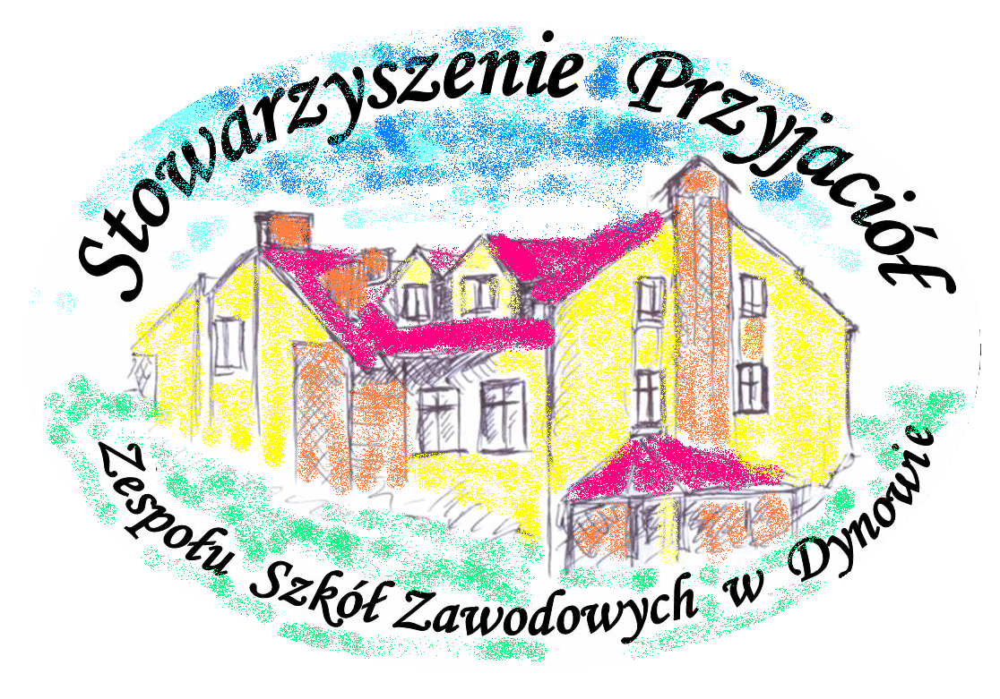 Stowarzyszenie Przyjaciół
Zespołu Szkół Zawodowych w Dynowie